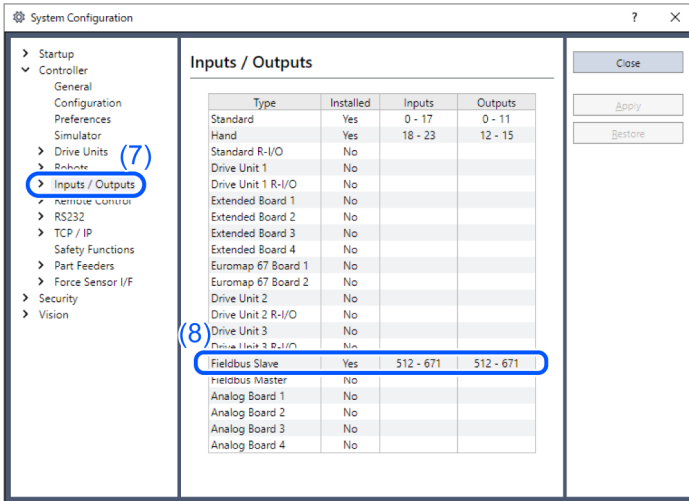 System Configuration ? ×
Startup
Controller
General
Configuration
Preferences
Simulator
Drive Units
(7)
Robots
Inputs / Outputs
Remote Control
RS232
TCP / IP
Safety Functions
Part Feeders
Force Sensor I/F
Security
Vision
Inputs / Outputs
Type Installed Inputs Outputs
Standard Yes 0 - 17 0 - 11
Hand Yes 18 - 23 12 - 15
Standard R-I/O No
Drive Unit 1 No
Drive Unit 1 R-I/O No
Extended Board 1 No
Extended Board 2 No
Extended Board 3 No
Extended Board 4 No
Euromap 67 Board 1 No
Euromap 67 Board 2 No
Drive Unit 2 No
Drive Unit 2 R-I/O No
(8)
Drive Unit 3 No
Drive Unit 3 R-I/O No
Fieldbus Slave Yes 512 - 671 512 - 671
Fieldbus Master No
Analog Board 1 No
Analog Board 2 No
Analog Board 3 No
Analog Board 4 No
Close
Apply
Restore